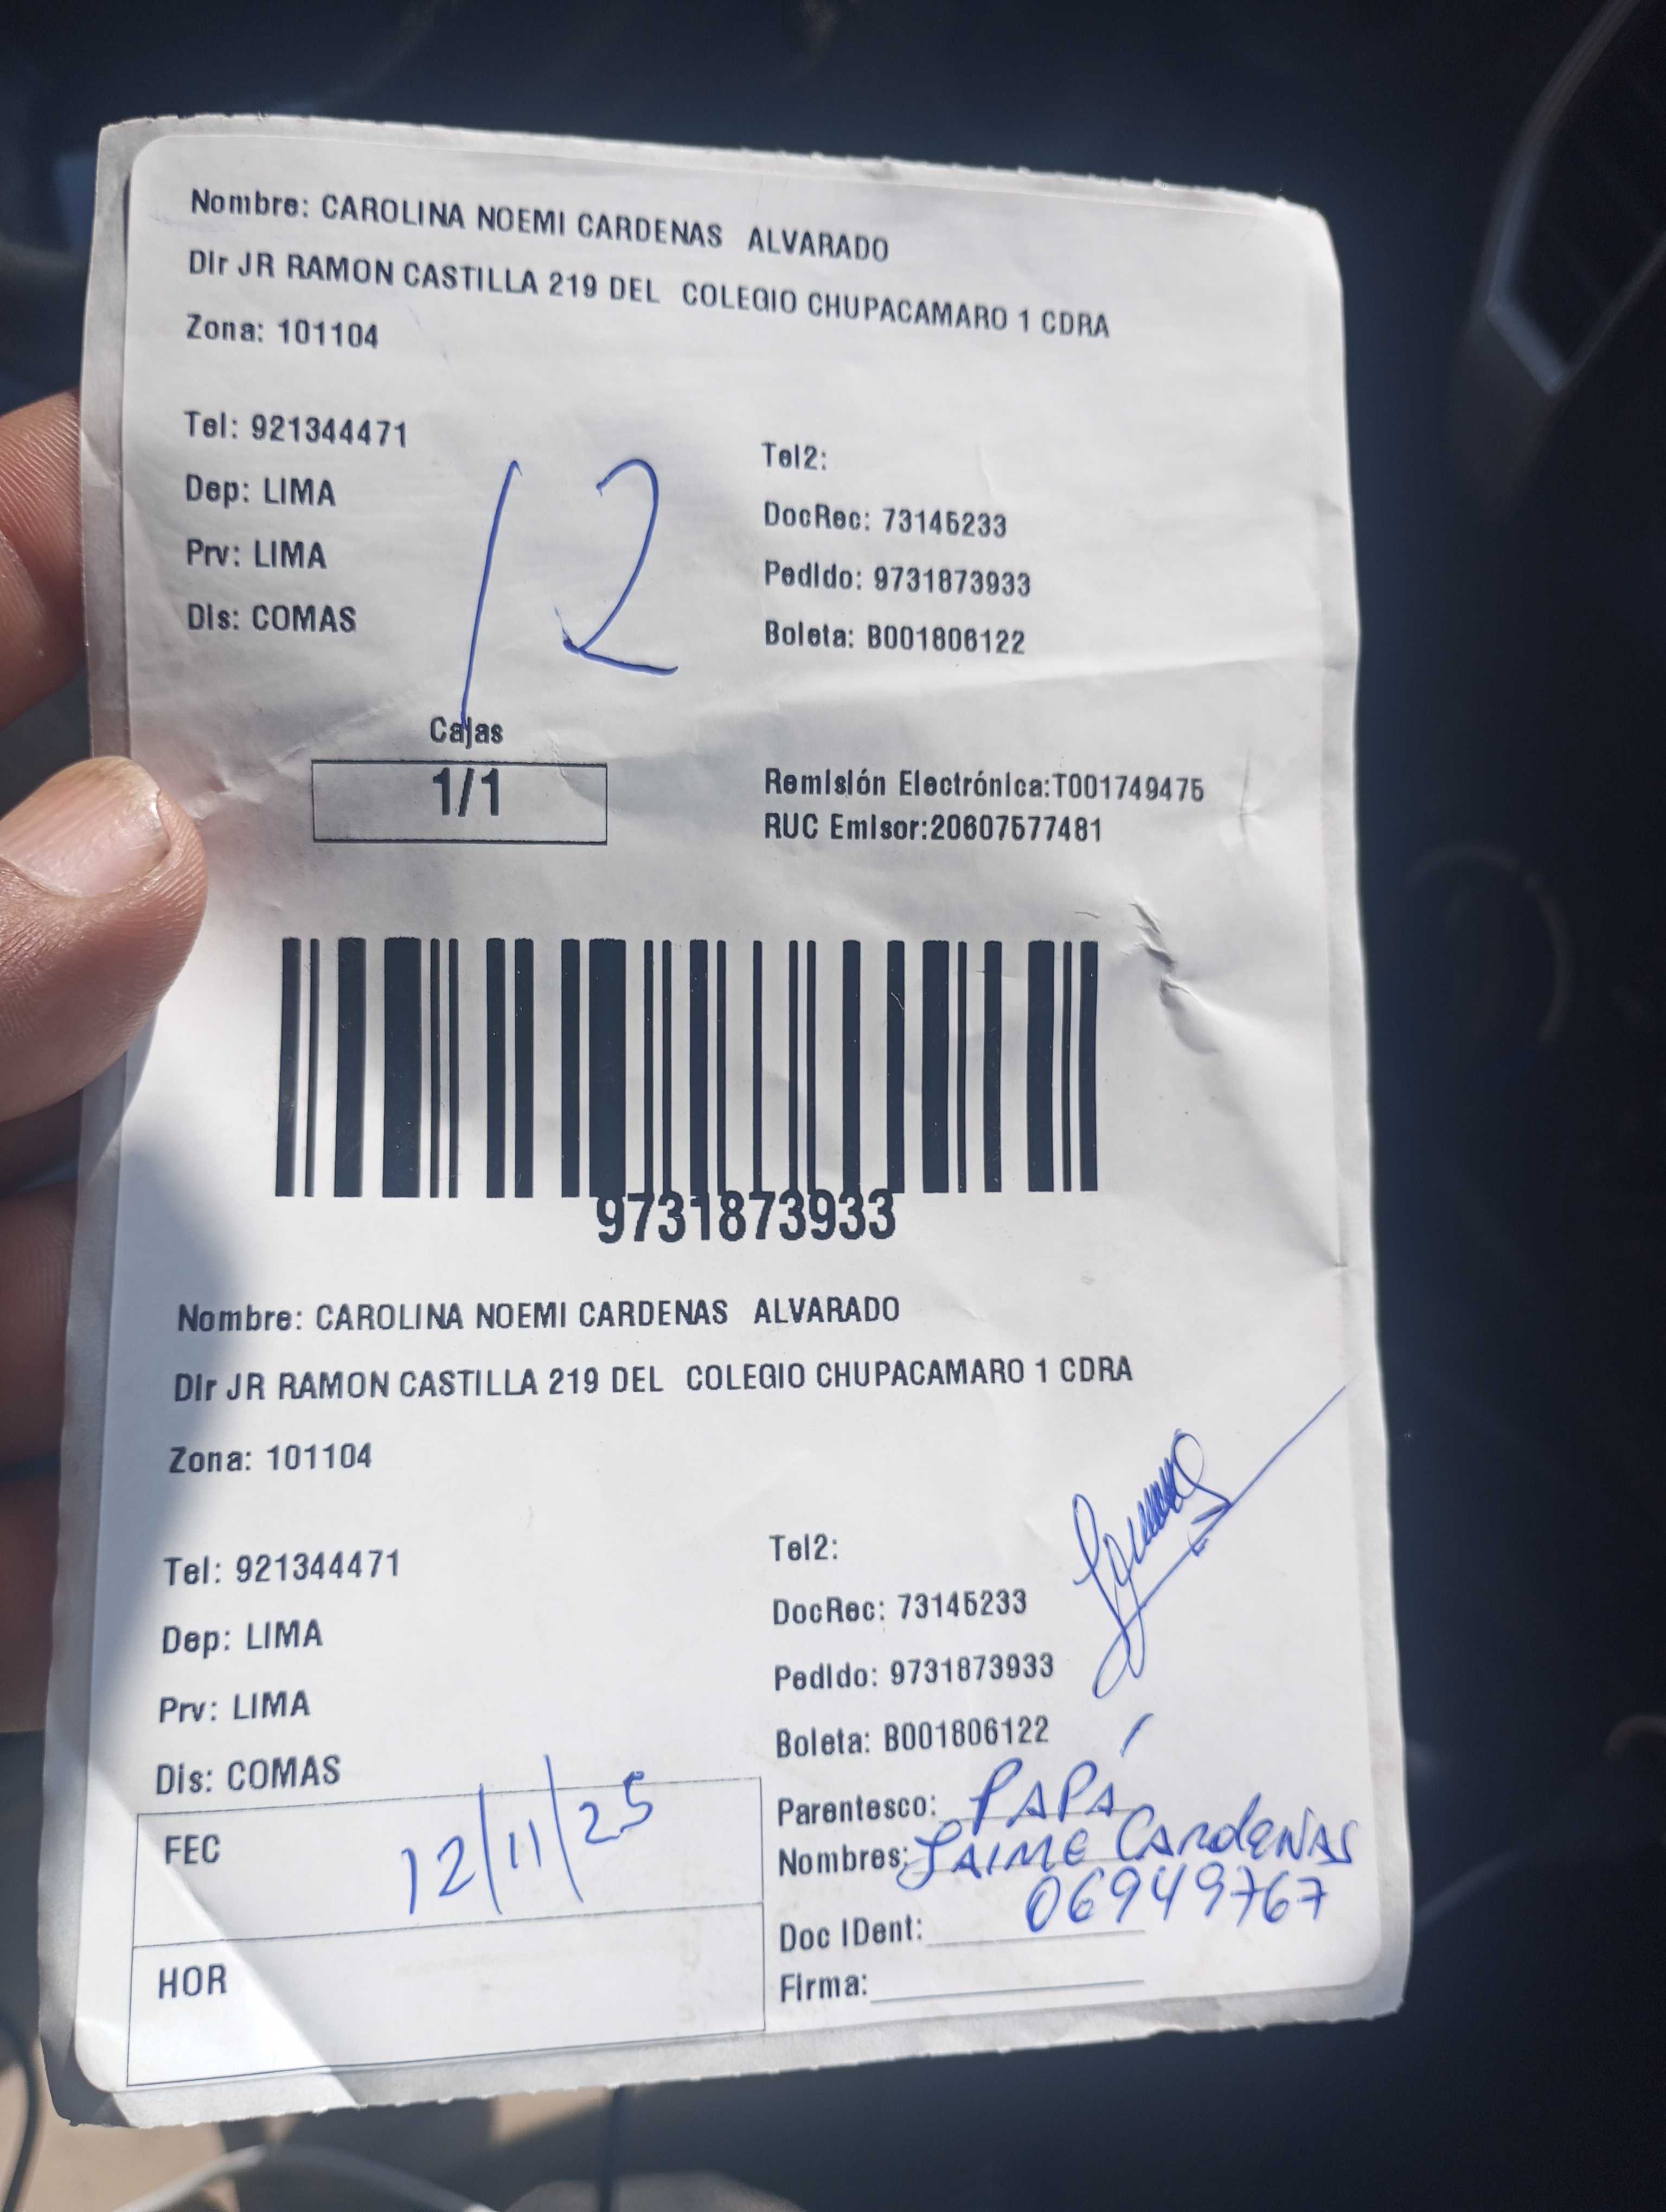 Nombre: CAROLINA NOEMI CARDENAS ALVARADO
Dir JR RAMON CASTILLA 219 DEL COLEGIO CHUPACAMARO 1 CDRA
Zona: 101104
Tel: 921344471
Tel2:
Dep: LIMA
DocRec: 73145233
Prv: LIMA
Pedido: 9731873933
Dis: COMAS
Boleta: B001806122
12
Cajas
1/1
Remisión Electrónica:T001749475
RUC Emisor:20607577481
9731873933
Nombre: CAROLINA NOEMI CARDENAS ALVARADO
Dir JR RAMON CASTILLA 219 DEL COLEGIO CHUPACAMARO 1 CDRA
Zona: 101104
Tel: 921344471
Tel2:
Dep: LIMA
DocRec: 73145233
Prv: LIMA
Pedido: 9731873933
Dis: COMAS
Boleta: B001806122
FEC 12/11/25
HOR
Parentesco: PAPÁ
Nombres: JAIME CARDENAS
Doc IDent: 06949767
Firma: